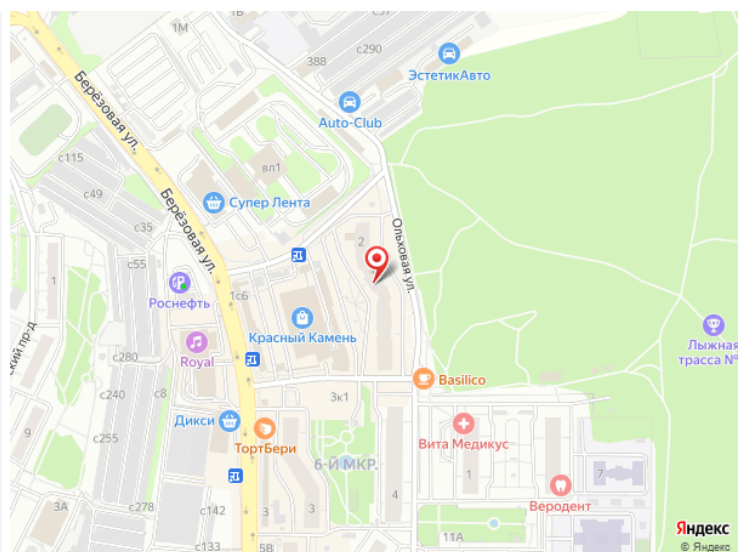 1В
1М
с290
388
ЭстетикАвто
Берёзовая ул.
Auto-Club
с115
вл1
с49
Супер Лента
Берёзовая ул.
с35
Ольховая ул.
2
с55
1
Роснефть
1с6
Красный Камень
Лыжная
трасса №
Royal
с280
ский пр-д
Basilico
с240
с8
3к1
Дикси
9
с255
ТортБери
Вита Медикус
6-Й МКР.
1
7
Веродент
3А
с278
с142
3
3
4
11А
с133
5В
Яндекс
© Яндекс